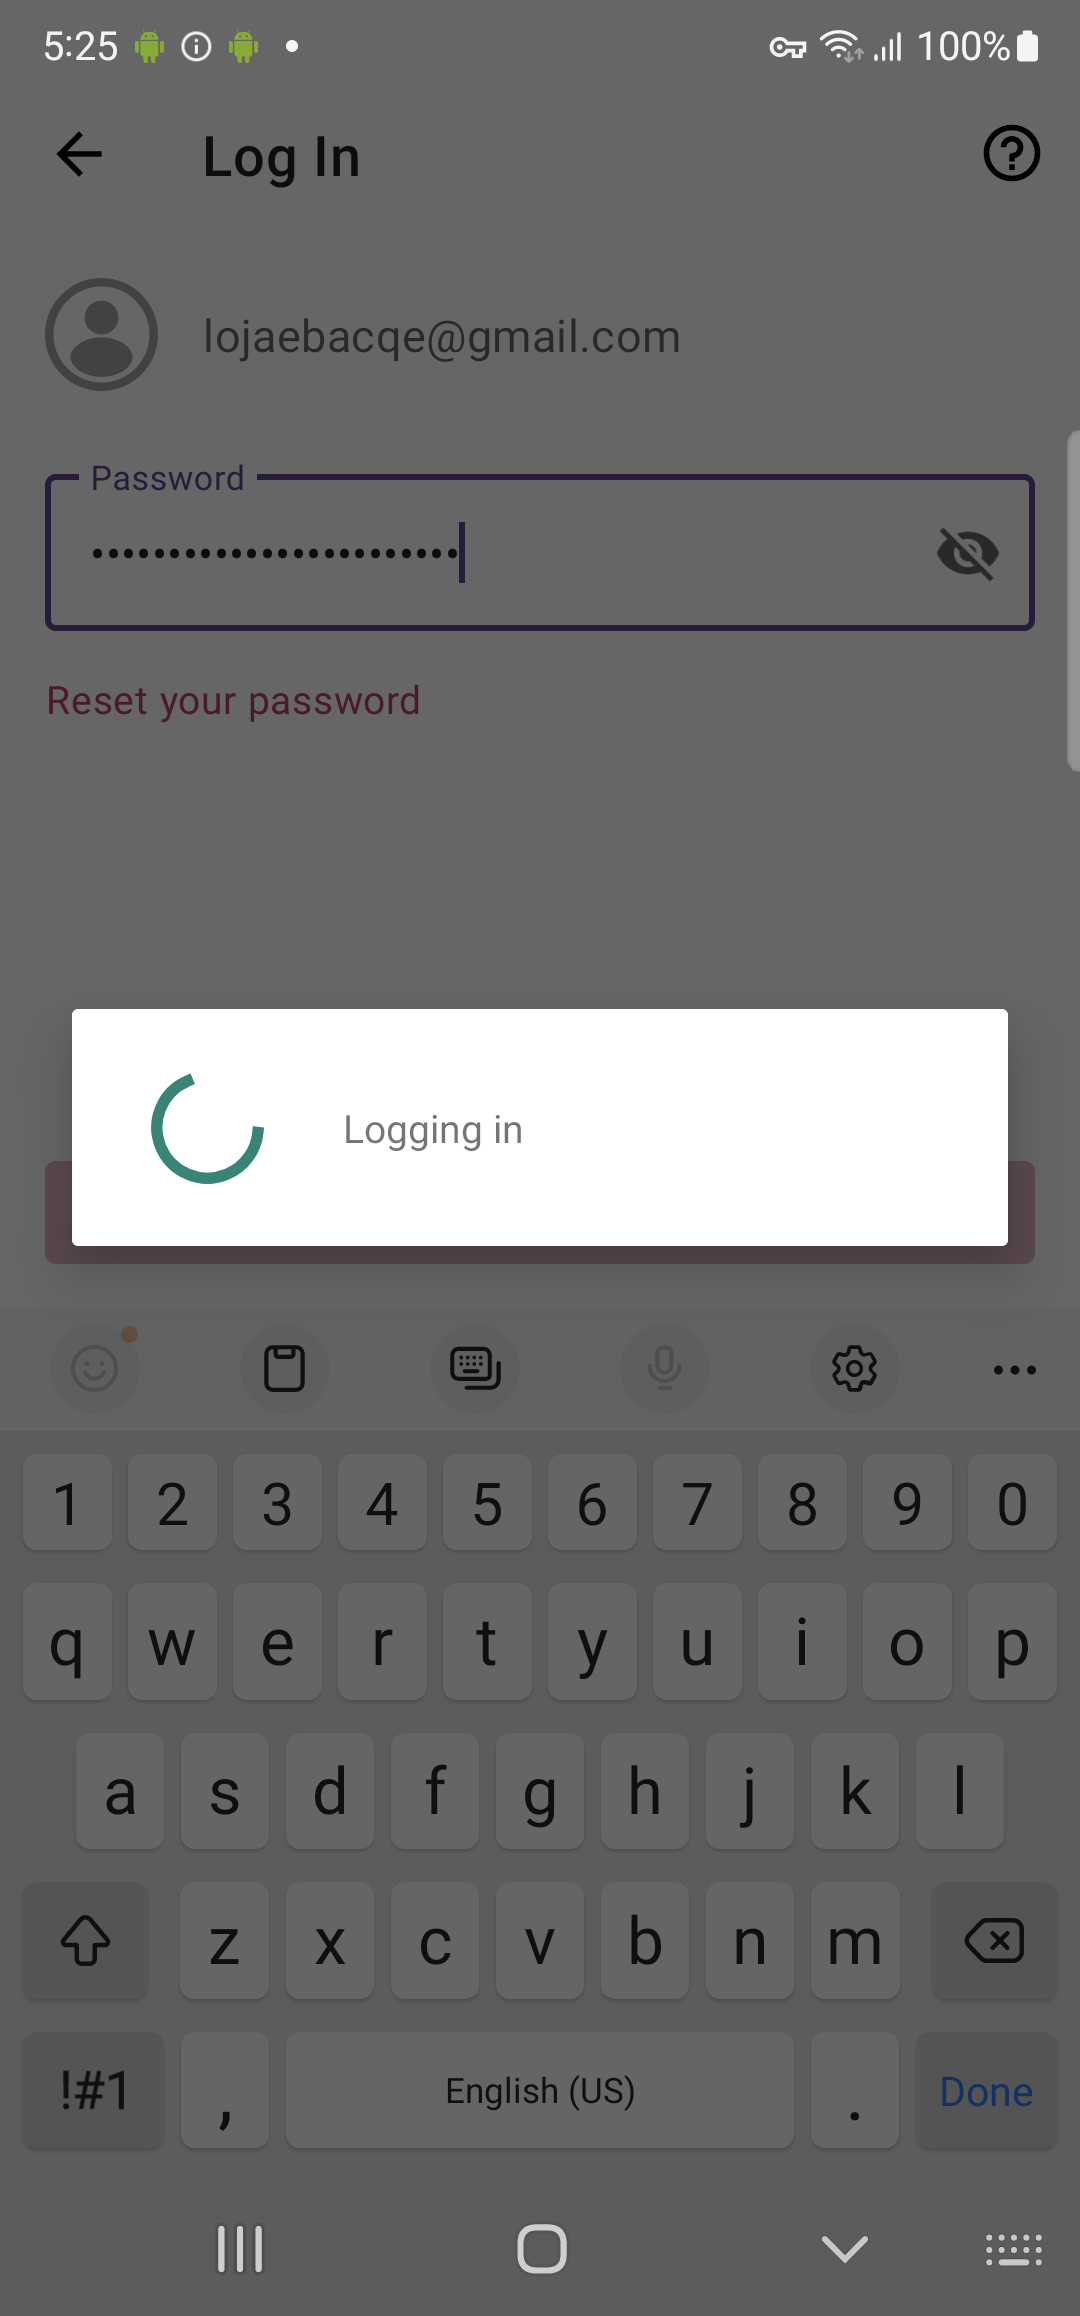 5:25
100%
Log In
lojaebacqe@gmail.com
Password
••••••••••••••••••••••••
Reset your password
Logging in
1 2 3 4 5 6 7 8 9 0
q w e r t y u i o p
a s d f g h j k l
z x c v b n m
!#1 , English (US) . Done